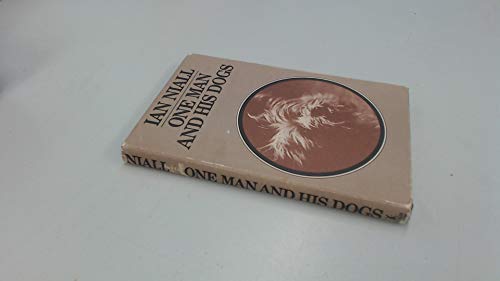 IAN NIALL
ONE MAN
AND HIS DOGS
NIALL ONE MAN AND HIS DOGS